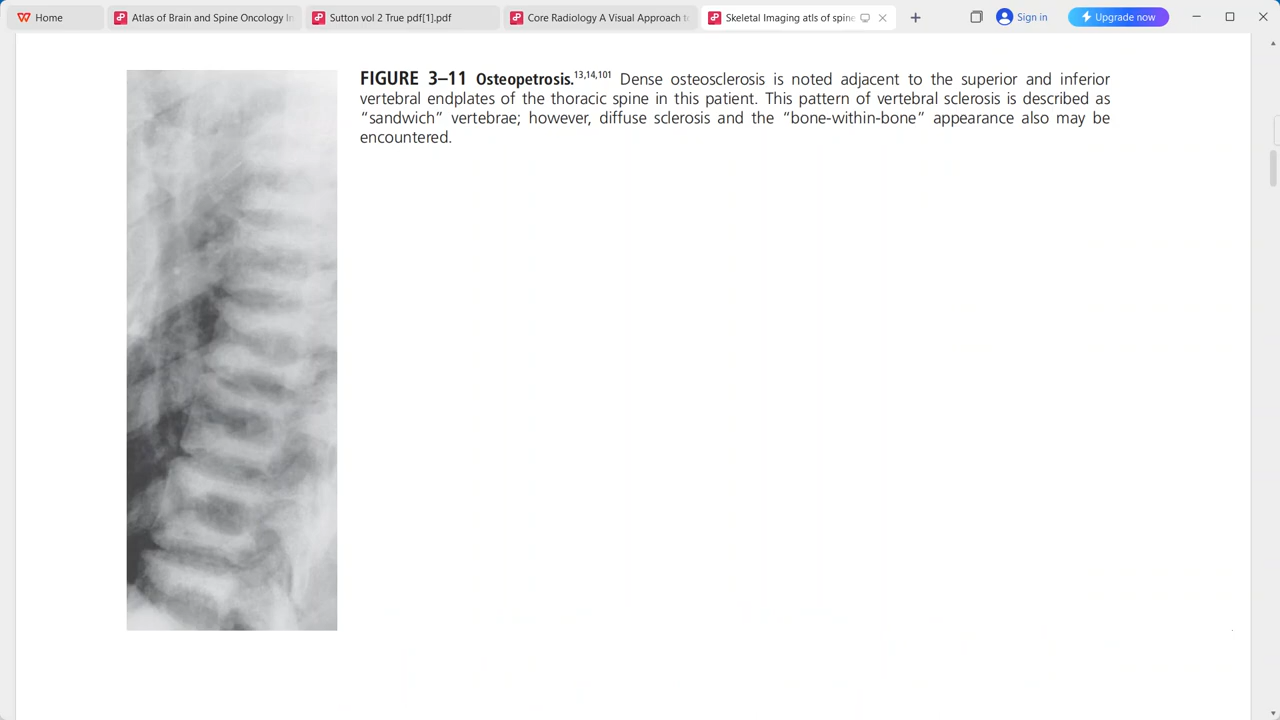 Home
Atlas of Brain and Spine Oncology I
Sutton vol 2 True pdf[1].pdf
Core Radiology A Visual Approach t
Skeletal Imaging atls of spine
Sign in
Upgrade now
FIGURE 3–11 Osteopetrosis.13,14,101 Dense osteosclerosis is noted adjacent to the superior and inferior
vertebral endplates of the thoracic spine in this patient. This pattern of vertebral sclerosis is described as
“sandwich” vertebrae; however, diffuse sclerosis and the “bone-within-bone” appearance also may be
encountered.